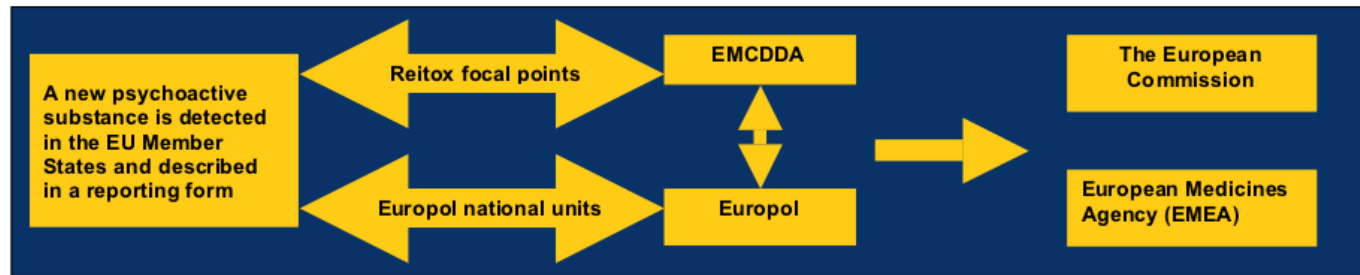 A new psychoactive
substance is detected
in the EU Member
States and described
in a reporting form
Reitox focal points
Europol national units
EMCDDA
Europol
The European
Commission
European Medicines
Agency (EMEA)